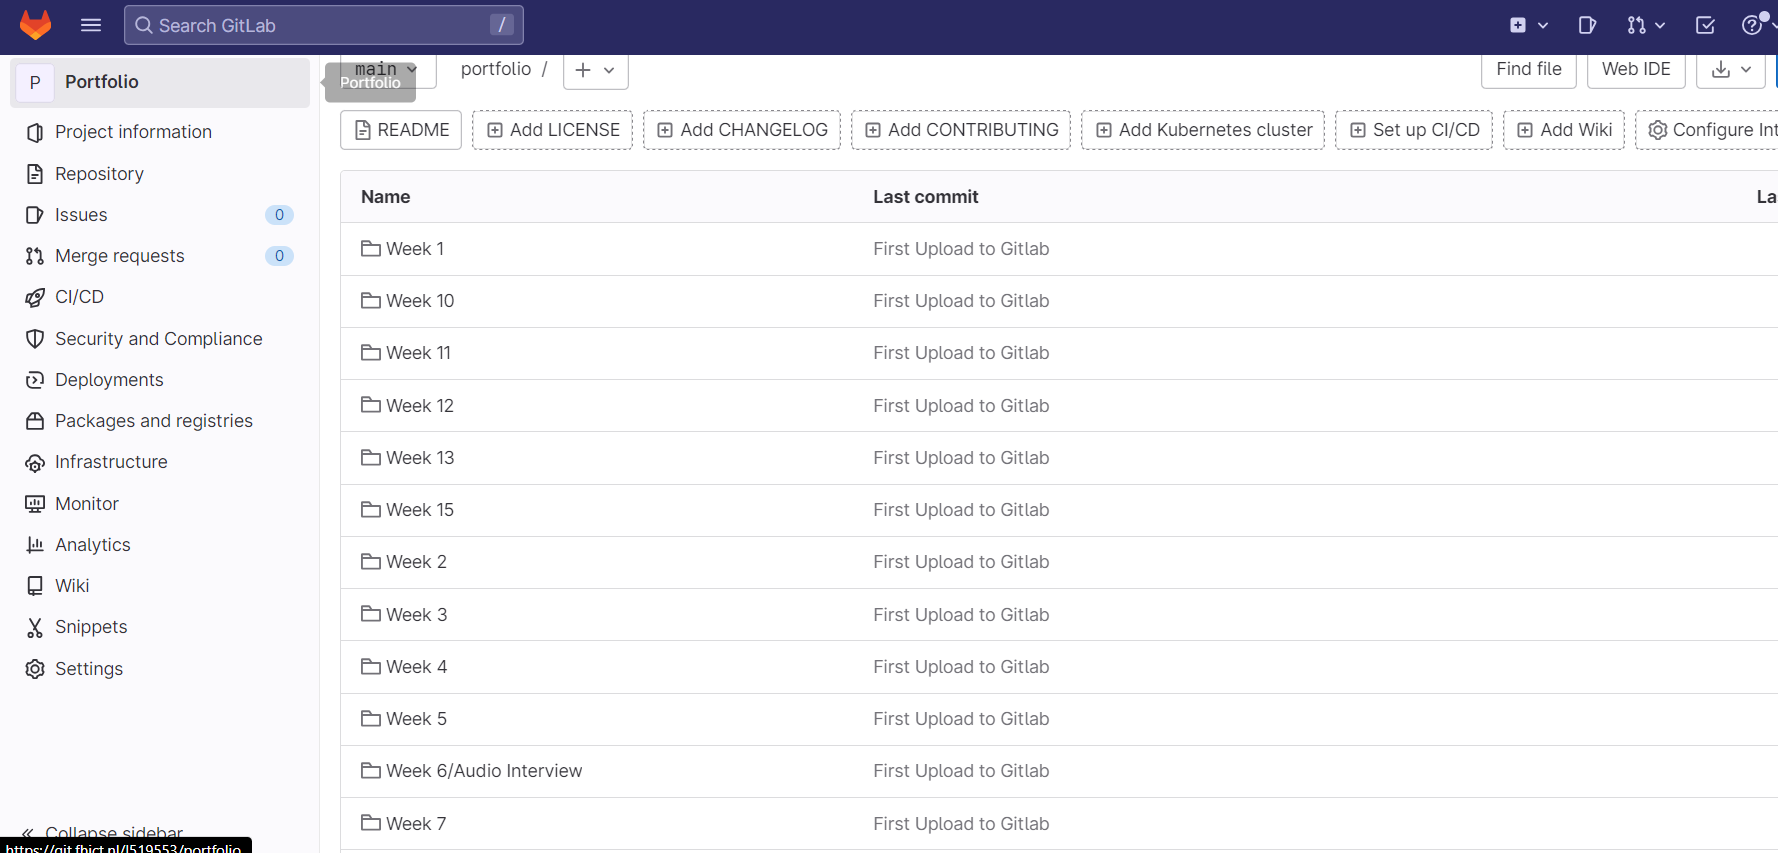 Search GitLab /
P Portfolio
Project information
Repository
Issues 0
Merge requests 0
CI/CD
Security and Compliance
Deployments
Packages and registries
Infrastructure
Monitor
Analytics
Wiki
Snippets
Settings
Collapse sidebar
https://git.fhict.nl/I519553/portfolio
main portfolio / Find file Web IDE
Portfolio
README Add LICENSE Add CHANGELOG Add CONTRIBUTING Add Kubernetes cluster Set up CI/CD Add Wiki Configure Int
Name Last commit La
Week 1 First Upload to Gitlab
Week 10 First Upload to Gitlab
Week 11 First Upload to Gitlab
Week 12 First Upload to Gitlab
Week 13 First Upload to Gitlab
Week 15 First Upload to Gitlab
Week 2 First Upload to Gitlab
Week 3 First Upload to Gitlab
Week 4 First Upload to Gitlab
Week 5 First Upload to Gitlab
Week 6/Audio Interview First Upload to Gitlab
Week 7 First Upload to Gitlab